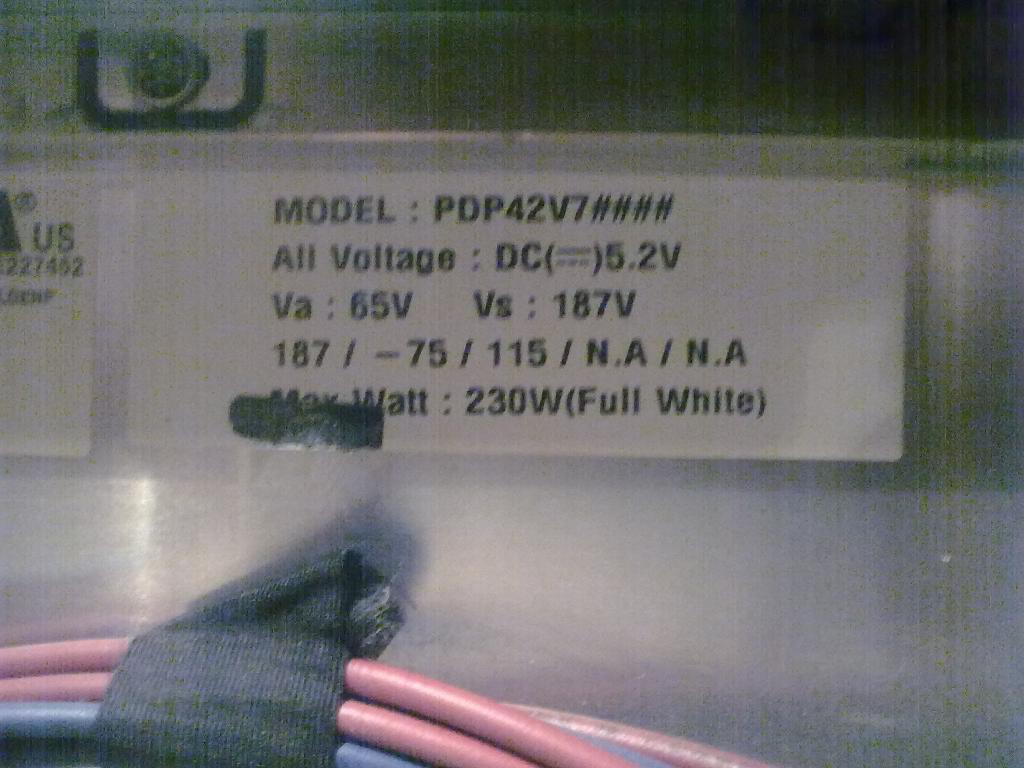 MODEL : PDP42V7####
All Voltage : DC(⎓)5.2V
Va : 65V Vs : 187V
187 / -75 / 115 / N.A / N.A
Max Watt : 230W(Full White)
US